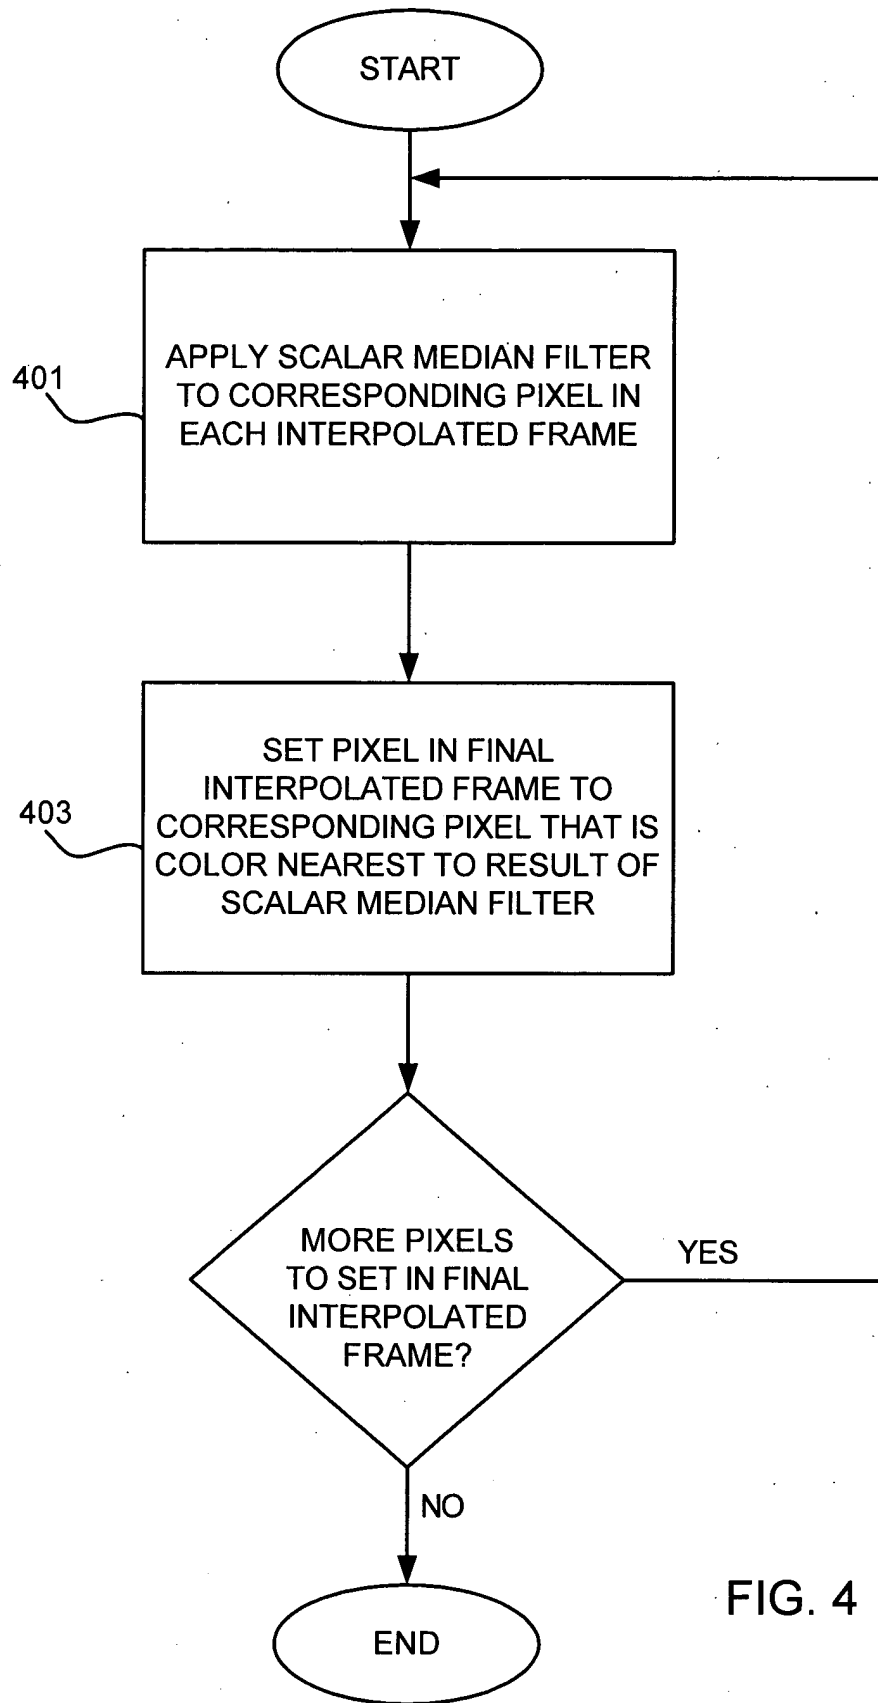 START
401
APPLY SCALAR MEDIAN FILTER
TO CORRESPONDING PIXEL IN
EACH INTERPOLATED FRAME
403
SET PIXEL IN FINAL
INTERPOLATED FRAME TO
CORRESPONDING PIXEL THAT IS
COLOR NEAREST TO RESULT OF
SCALAR MEDIAN FILTER
MORE PIXELS
TO SET IN FINAL
INTERPOLATED
FRAME?
YES
NO
END
FIG. 4